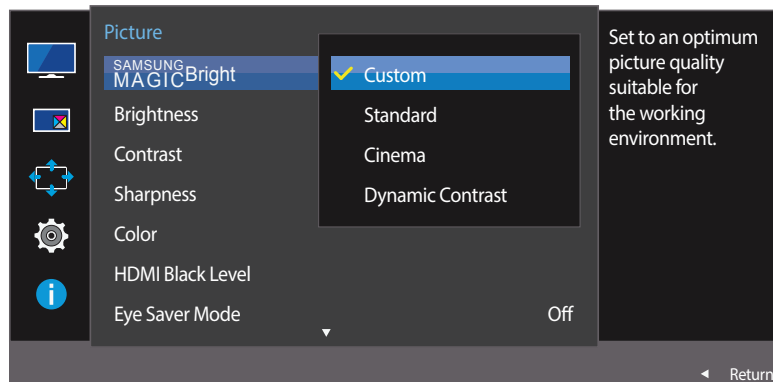 Picture
SAMSUNG
MAGICBright
Brightness
Contrast
Sharpness
Color
HDMI Black Level
Eye Saver Mode Off
Custom
Standard
Cinema
Dynamic Contrast
Set to an optimum
picture quality
suitable for
the working
environment.
Return